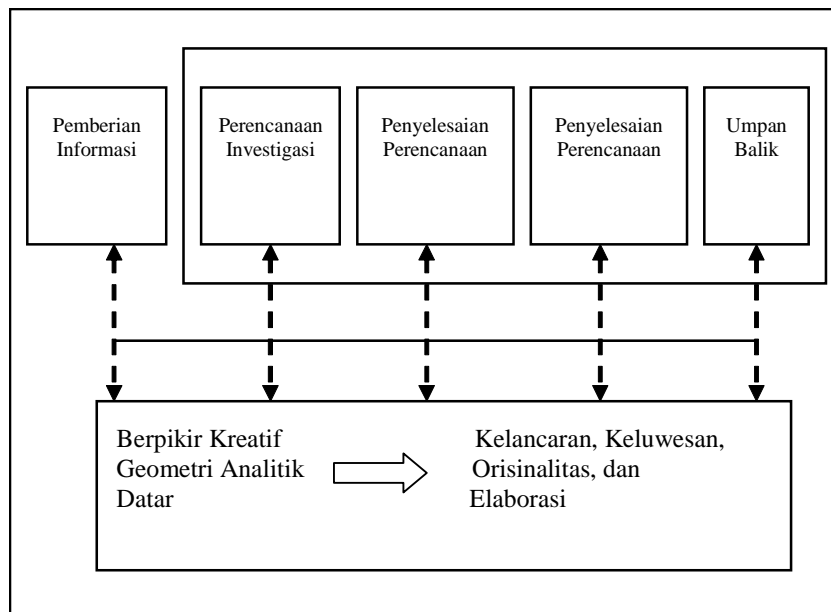 Pemberian
Informasi
Perencanaan
Investigasi
Penyelesaian
Perencanaan
Penyelesaian
Perencanaan
Umpan
Balik
Berpikir Kreatif
Geometri Analitik
Datar
Kelancaran, Keluwesan,
Orisinalitas, dan
Elaborasi